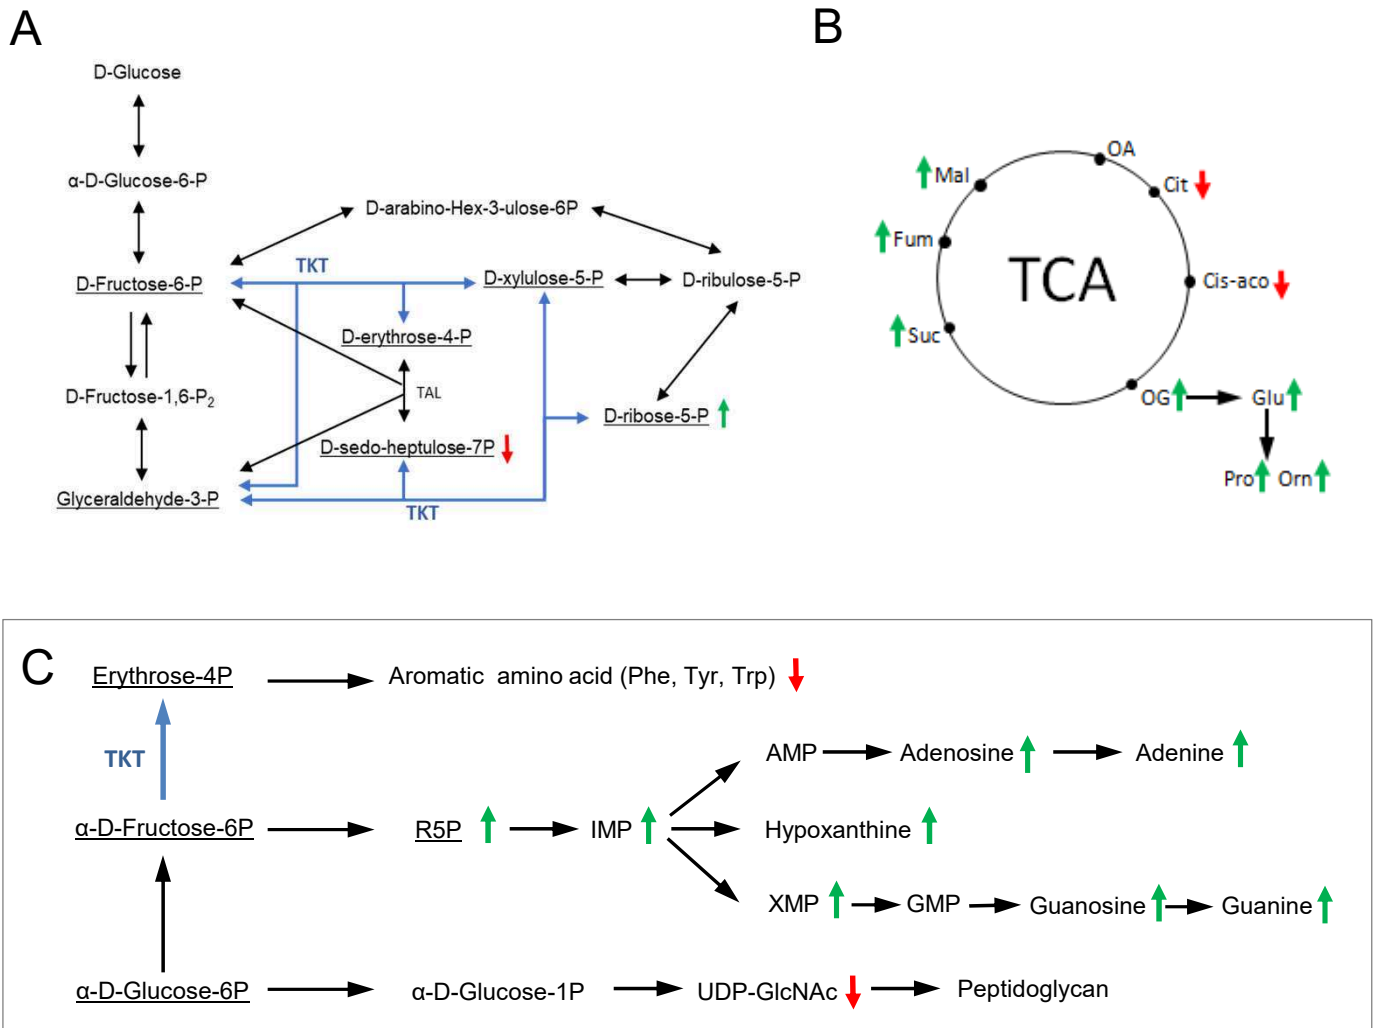 A
D-Glucose
α-D-Glucose-6-P
D-arabino-Hex-3-ulose-6P
TKT
D-Fructose-6-P
D-xylulose-5-P
D-ribulose-5-P
D-erythrose-4-P
D-Fructose-1,6-P2
TAL
D-ribose-5-P
D-sedo-heptulose-7P
Glyceraldehyde-3-P
TKT
B
OA
Mal
Cit
Fum
TCA
Cis-aco
Suc
OG
Glu
Pro
Orn
C
Erythrose-4P
Aromatic amino acid (Phe, Tyr, Trp)
TKT
AMP
Adenosine
Adenine
α-D-Fructose-6P
R5P
IMP
Hypoxanthine
XMP
GMP
Guanosine
Guanine
α-D-Glucose-6P
α-D-Glucose-1P
UDP-GlcNAc
Peptidoglycan